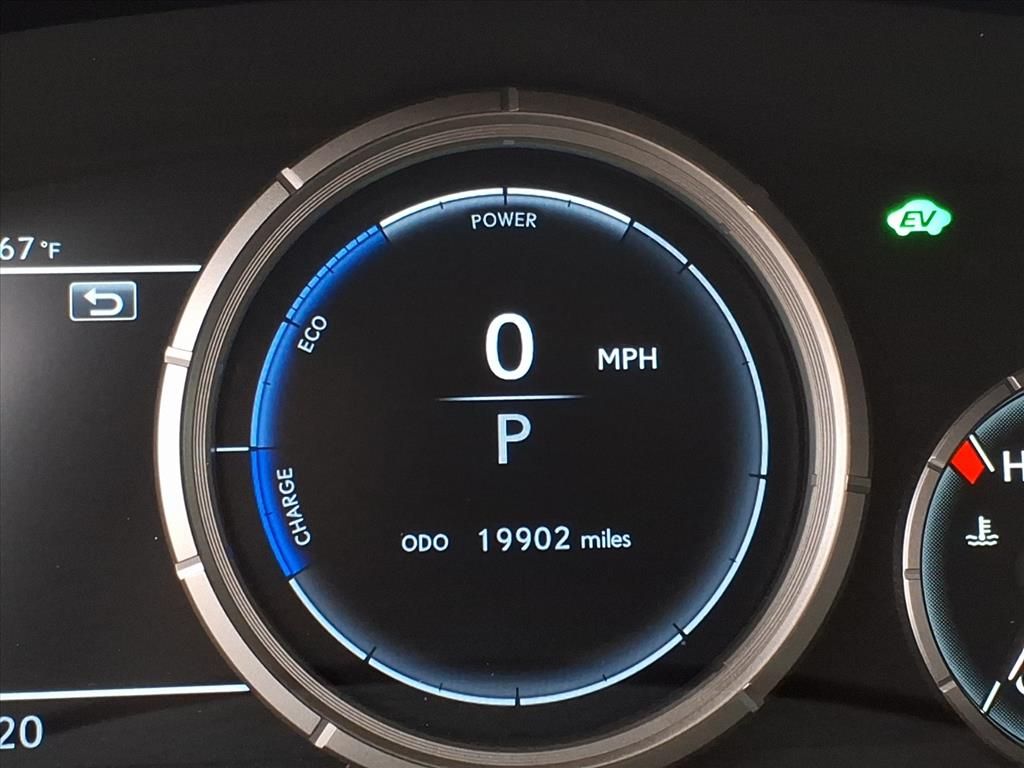 67°F
POWER
EV
ECO
0 MPH
P
CHARGE
ODO 19902 miles
H
20